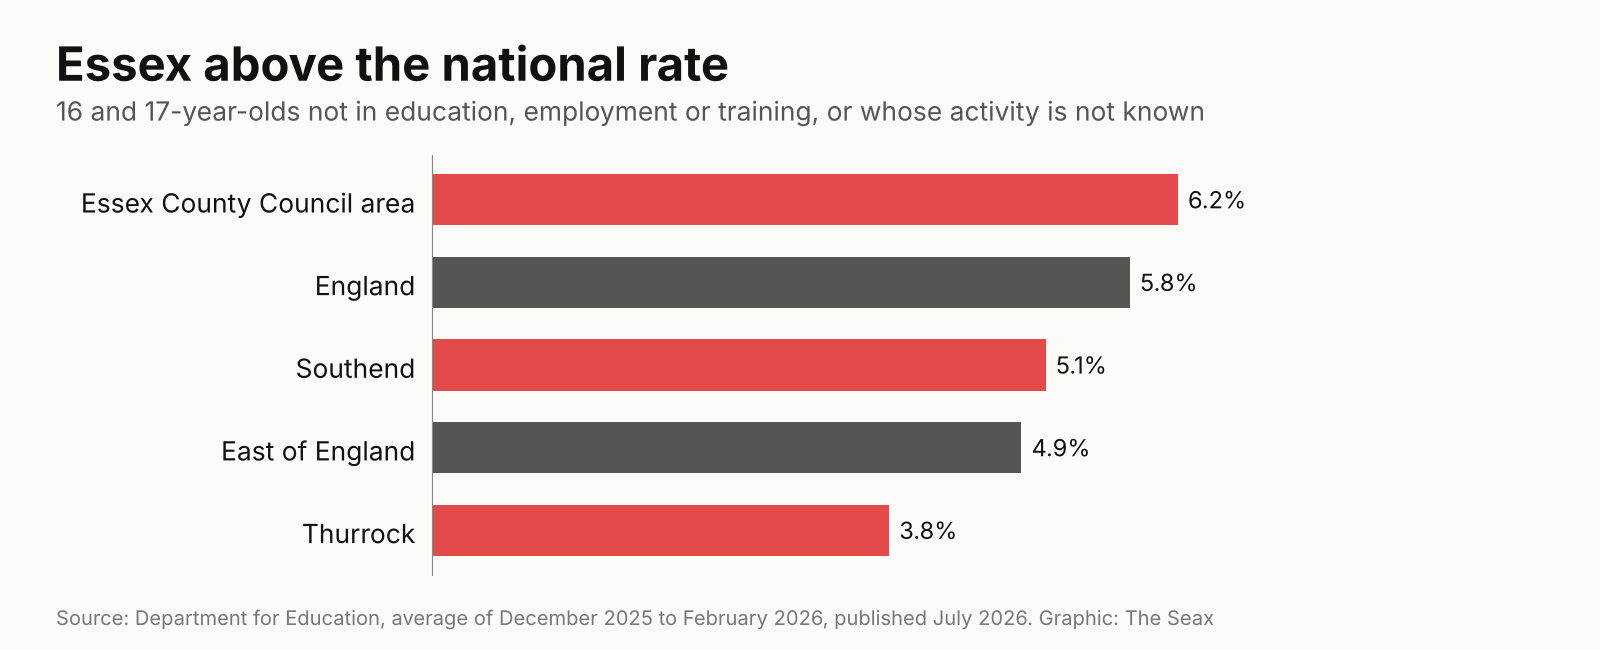 Essex above the national rate
16 and 17-year-olds not in education, employment or training, or whose activity is not known
Essex County Council area 6.2%
England 5.8%
Southend 5.1%
East of England 4.9%
Thurrock 3.8%
Source: Department for Education, average of December 2025 to February 2026, published July 2026. Graphic: The Seax